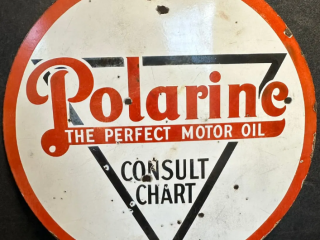 Polarine
THE PERFECT MOTOR OIL
CONSULT
CHART